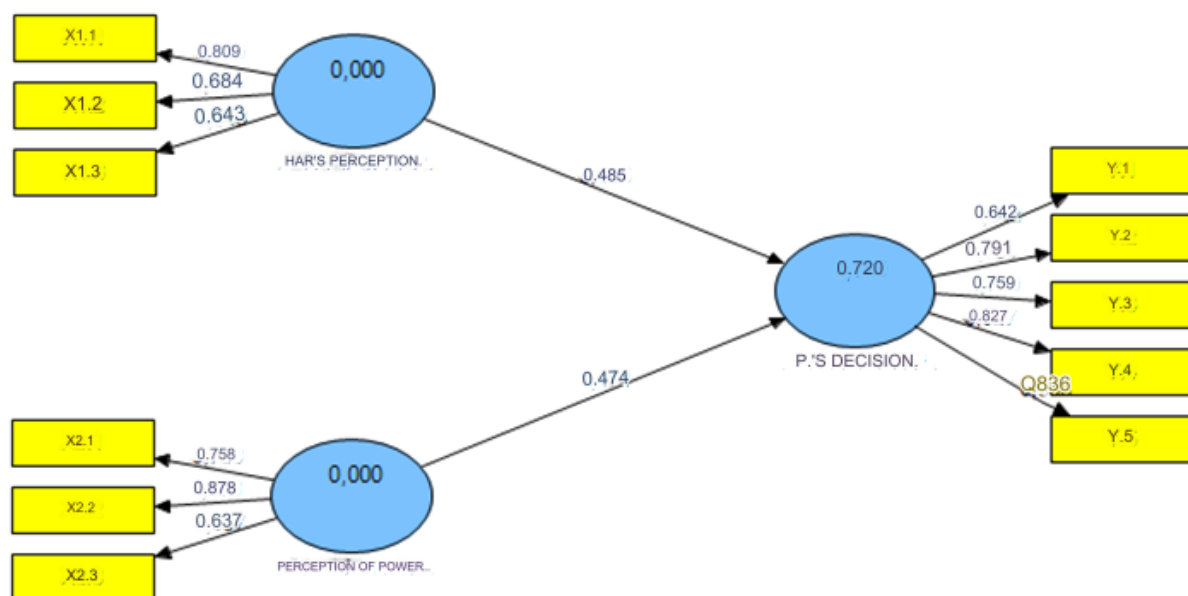 X1.1
0.809
0,000
X1.2
0.684
X1.3
0.643
HAR'S PERCEPTION.
0.485
Y.1
0.642
Y.2
0.791
0.720
Y.3
0.759
0.827
P.'S DECISION.
Y.4
Q836
Y.5
0.474
X2.1
0.758
0,000
X2.2
0.878
X2.3
0.637
PERCEPTION OF POWER..